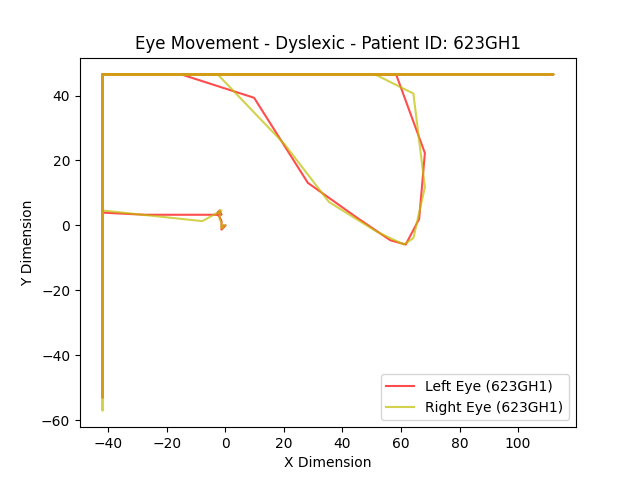 Eye Movement - Dyslexic - Patient ID: 623GH1
Y Dimension
40
20
0
−20
−40
−60
−40 −20 0 20 40 60 80 100
X Dimension
Left Eye (623GH1)
Right Eye (623GH1)